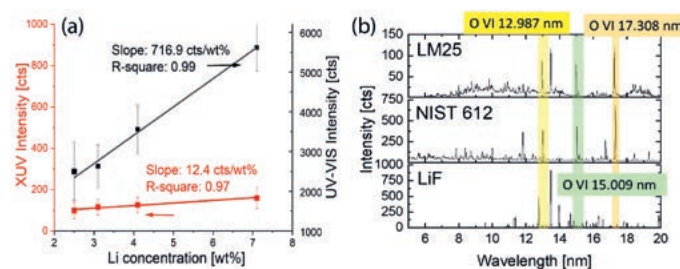 (a)
XUV Intensity [cts]
1000
800
600
400
200
0
Slope: 716.9 cts/wt%
R-square: 0.99
Slope: 12.4 cts/wt%
R-square: 0.97
6000
5000
4000
3000
2000
1000
UV-VIS Intensity [cts]
2 3 4 5 6 7 8
Li concentration [wt%]
(b)
O VI 12.987 nm
O VI 17.308 nm
LM25
NIST 612
LiF
O VI 15.009 nm
Intensity [cts]
150
100
50
0
500
250
0
1000
750
500
250
0
6 8 10 12 14 16 18 20
Wavelength [nm]